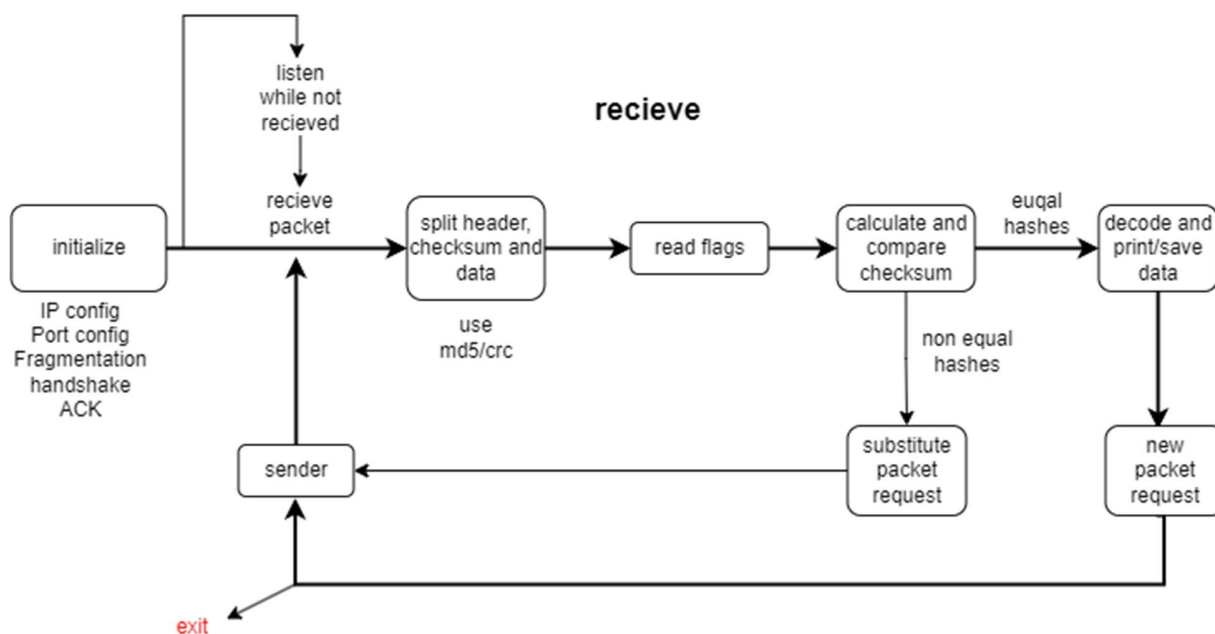 listen
while not
recieved
recieve
recieve
packet
initialize
split header,
checksum and
data
read flags
calculate and
compare
checksum
euqal
hashes
decode and
print/save
data
IP config
Port config
Fragmentation
handshake
ACK
use
md5/crc
non equal
hashes
sender
substitute
packet
request
new
packet
request
exit